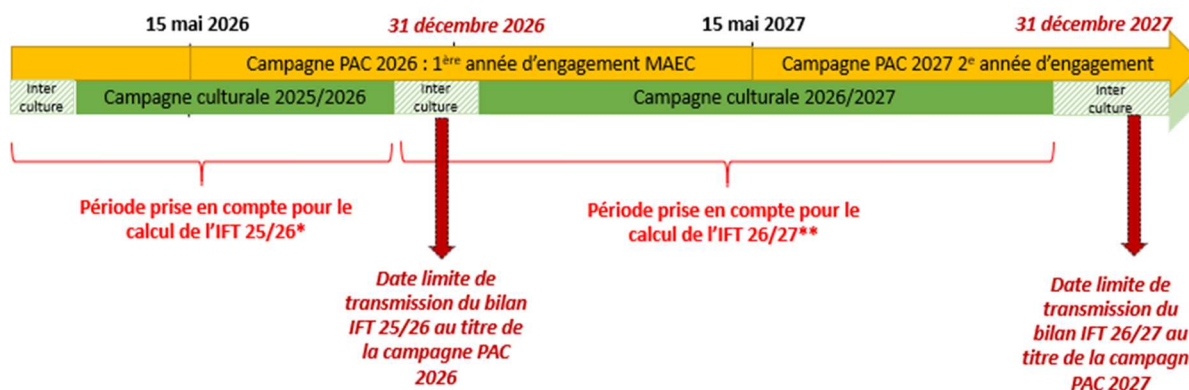 15 mai 2026
31 décembre 2026
15 mai 2027
31 décembre 2027
Campagne PAC 2026 : 1ère année d'engagement MAEC
Campagne PAC 2027 2e année d'engagement
Inter
culture
Campagne culturale 2025/2026
Inter
culture
Campagne culturale 2026/2027
Inter
culture
Période prise en compte pour le
calcul de l'IFT 25/26*
Période prise en compte pour le
calcul de l'IFT 26/27**
Date limite de
transmission du bilan
IFT 25/26 au titre de
la campagne PAC
2026
Date limite de
transmission du
bilan IFT 26/27 au
titre de la campagn
PAC 2027